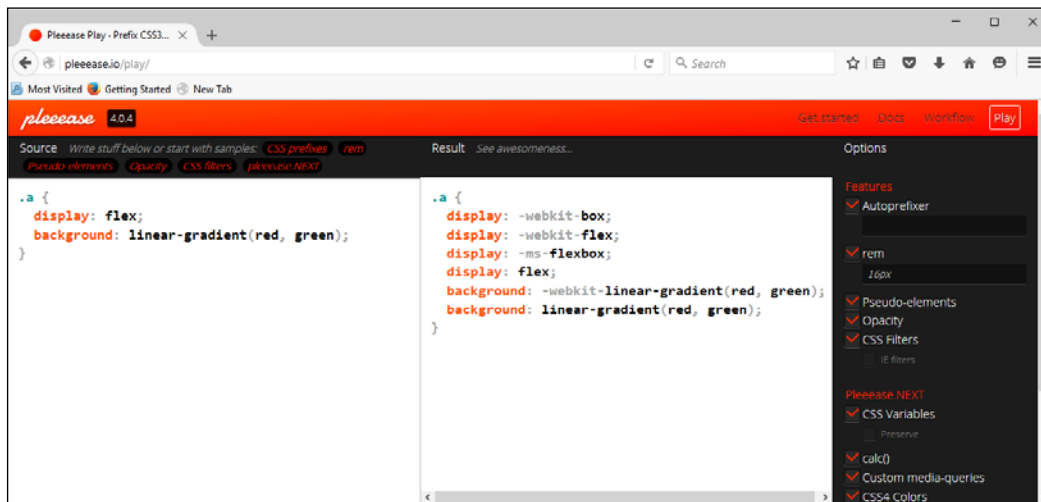 Pleeease Play - Prefix CSS3...
pleeease.io/play/
Search
Most Visited Getting Started New Tab
pleeease 4.0.4 Get started Docs Workflow Play
Source Write stuff below or start with samples: CSS prefixes rem
Pseudo-elements Opacity CSS filters pleeease NEXT
Result See awesomeness...
Options
.a {
display: flex;
background: linear-gradient(red, green);
}
.a {
display: -webkit-box;
display: -webkit-flex;
display: -ms-flexbox;
display: flex;
background: -webkit-linear-gradient(red, green);
background: linear-gradient(red, green);
}
Features
Autoprefixer
rem
16px
Pseudo-elements
Opacity
CSS Filters
IE filters
Pleeease NEXT
CSS Variables
Preserve
calc()
Custom media-queries
CSS4 Colors